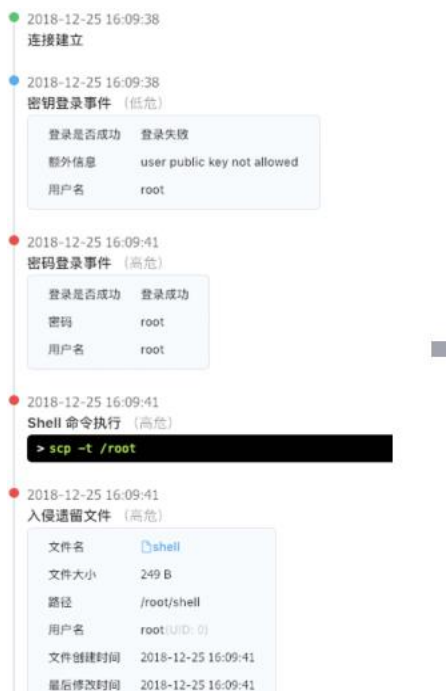 2018-12-25 16:09:38
连接建立
2018-12-25 16:09:38
密钥登录事件 （低危）
登录是否成功 登录失败
额外信息 user public key not allowed
用户名 root
2018-12-25 16:09:41
密码登录事件 （高危）
登录是否成功 登录成功
密码 root
用户名 root
2018-12-25 16:09:41
Shell 命令执行 （高危）
> scp -t /root
2018-12-25 16:09:41
入侵遗留文件 （高危）
文件名 shell
文件大小 249 B
路径 /root/shell
用户名 root(UID: 0)
文件创建时间 2018-12-25 16:09:41
最后修改时间 2018-12-25 16:09:41